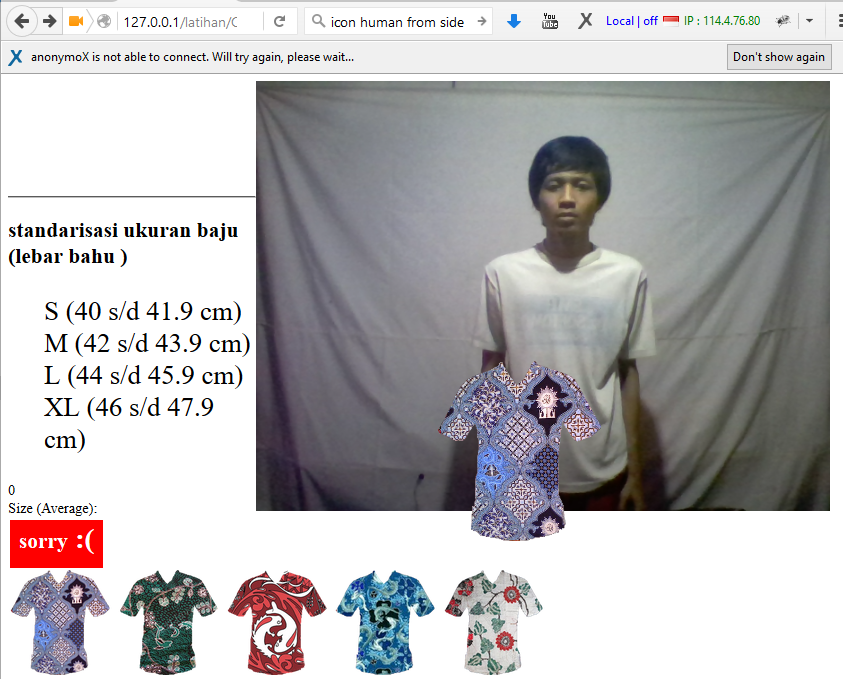 127.0.0.1/latihan/C
icon human from side
You
Tube
Local | off
IP : 114.4.76.80
anonymoX is not able to connect. Will try again, please wait...
Don't show again
standarisasi ukuran baju
(lebar bahu )
S (40 s/d 41.9 cm)
M (42 s/d 43.9 cm)
L (44 s/d 45.9 cm)
XL (46 s/d 47.9
cm)
0
Size (Average):
sorry :(